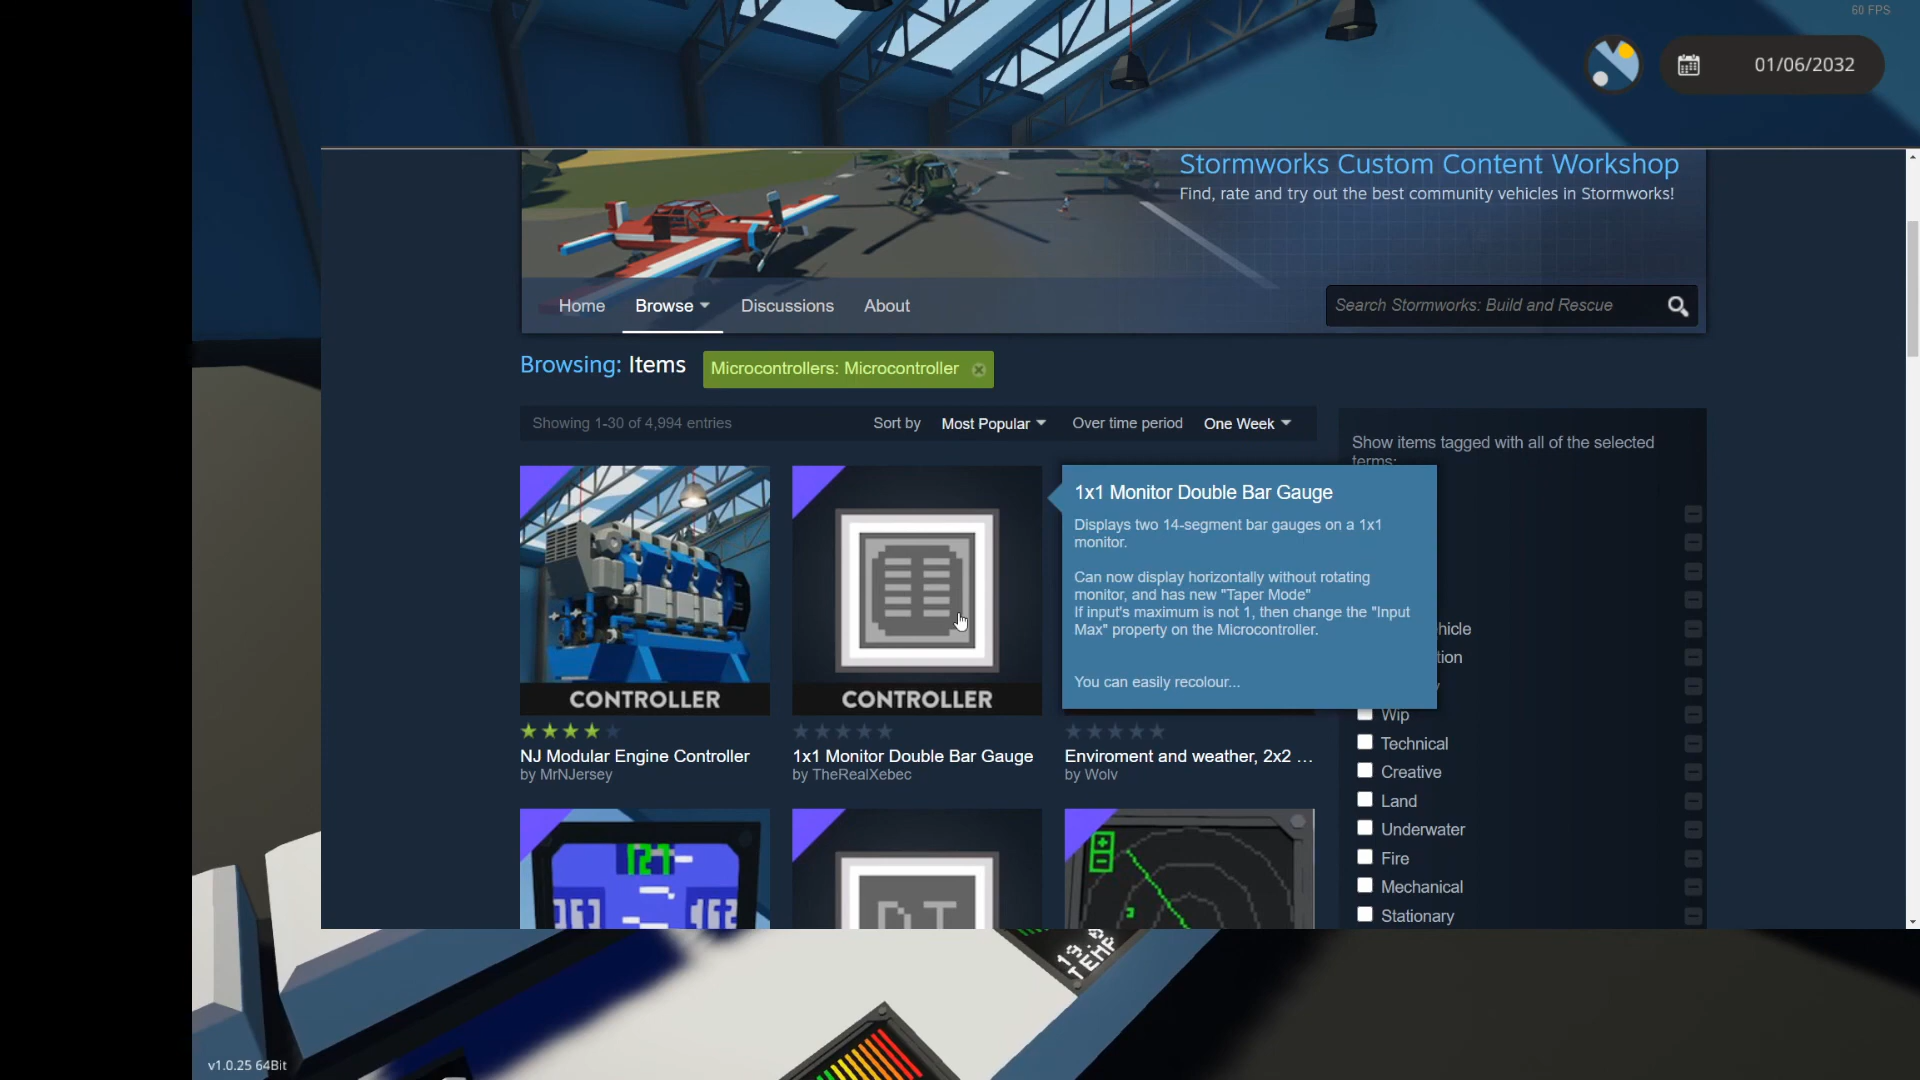 60 FPS
01/06/2032
Stormworks Custom Content Workshop
Find, rate and try out the best community vehicles in Stormworks!
Home
Browse
Discussions
About
Search Stormworks: Build and Rescue
Browsing: Items
Microcontrollers: Microcontroller
Showing 1-30 of 4,994 entries
Sort by
Most Popular
Over time period
One Week
Show items tagged with all of the selected
terms:
1x1 Monitor Double Bar Gauge
Displays two 14-segment bar gauges on a 1x1
monitor.
Can now display horizontally without rotating
monitor, and has new "Taper Mode"
If input's maximum is not 1, then change the "Input
Max" property on the Microcontroller.
You can easily recolour...
hicle
tion
Wip
Technical
Creative
Land
Underwater
Fire
Mechanical
Stationary
CONTROLLER
CONTROLLER
NJ Modular Engine Controller
by MrNJersey
1x1 Monitor Double Bar Gauge
by TheRealXebec
Enviroment and weather, 2x2 ...
by Wolv
TEMP
v1.0.25 64Bit